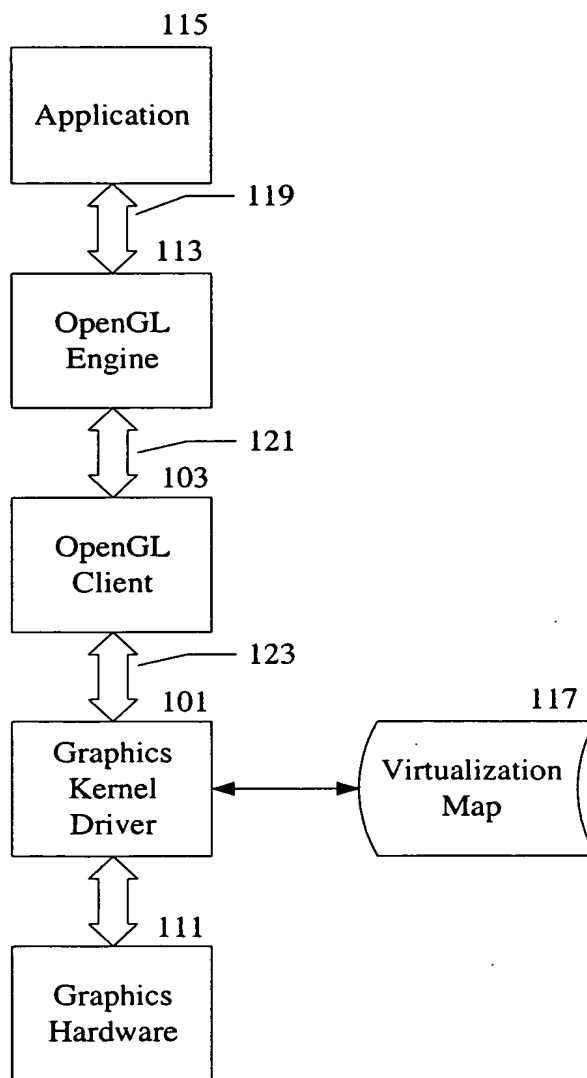 115
Application
119
113
OpenGL
Engine
121
103
OpenGL
Client
123
101
117
Graphics
Kernel
Driver
Virtualization
Map
111
Graphics
Hardware